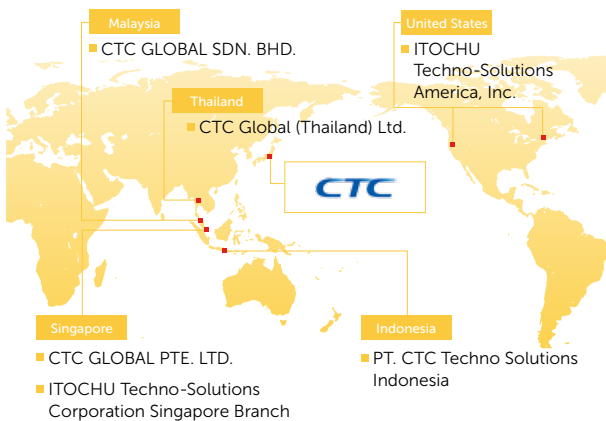 Malaysia
CTC GLOBAL SDN. BHD.
United States
ITOCHU
Techno-Solutions
America, Inc.
Thailand
CTC Global (Thailand) Ltd.
CTC
Singapore
CTC GLOBAL PTE. LTD.
ITOCHU Techno-Solutions
Corporation Singapore Branch
Indonesia
PT. CTC Techno Solutions
Indonesia